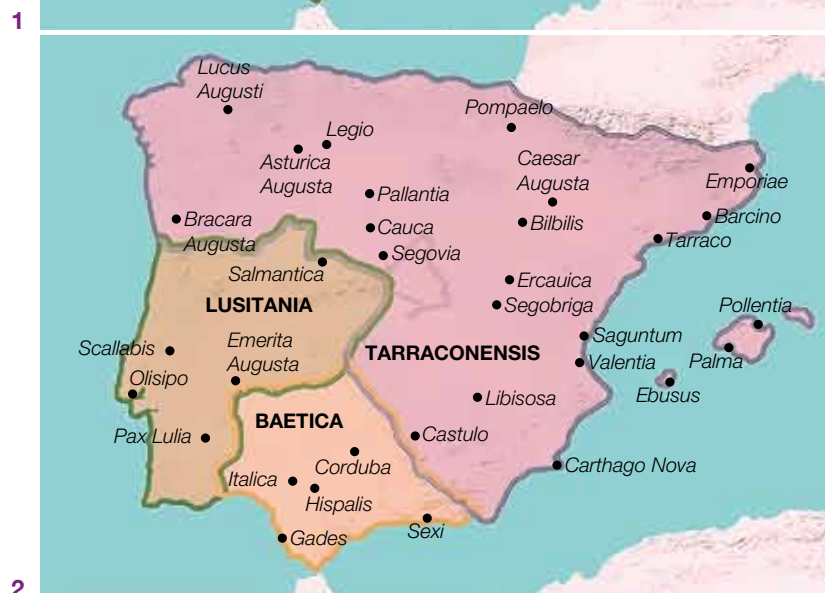 1
Lucus
Augusti
Pompaelo
Legio
Asturica
Augusta
Caesar
Augusta
Emporiae
Pallantia
Barcino
Bracara
Augusta
Cauca
Bilbilis
Tarraco
Segovia
Salmantica
Ercauica
LUSITANIA
Segobriga
Pollentia
Scallabis
Emerita
Augusta
TARRACONENSIS
Saguntum
Valentia
Palma
Olisipo
Ebusus
Libisosa
BAETICA
Pax Lulia
Castulo
Corduba
Carthago Nova
Italica
Hispalis
Sexi
Gades
2